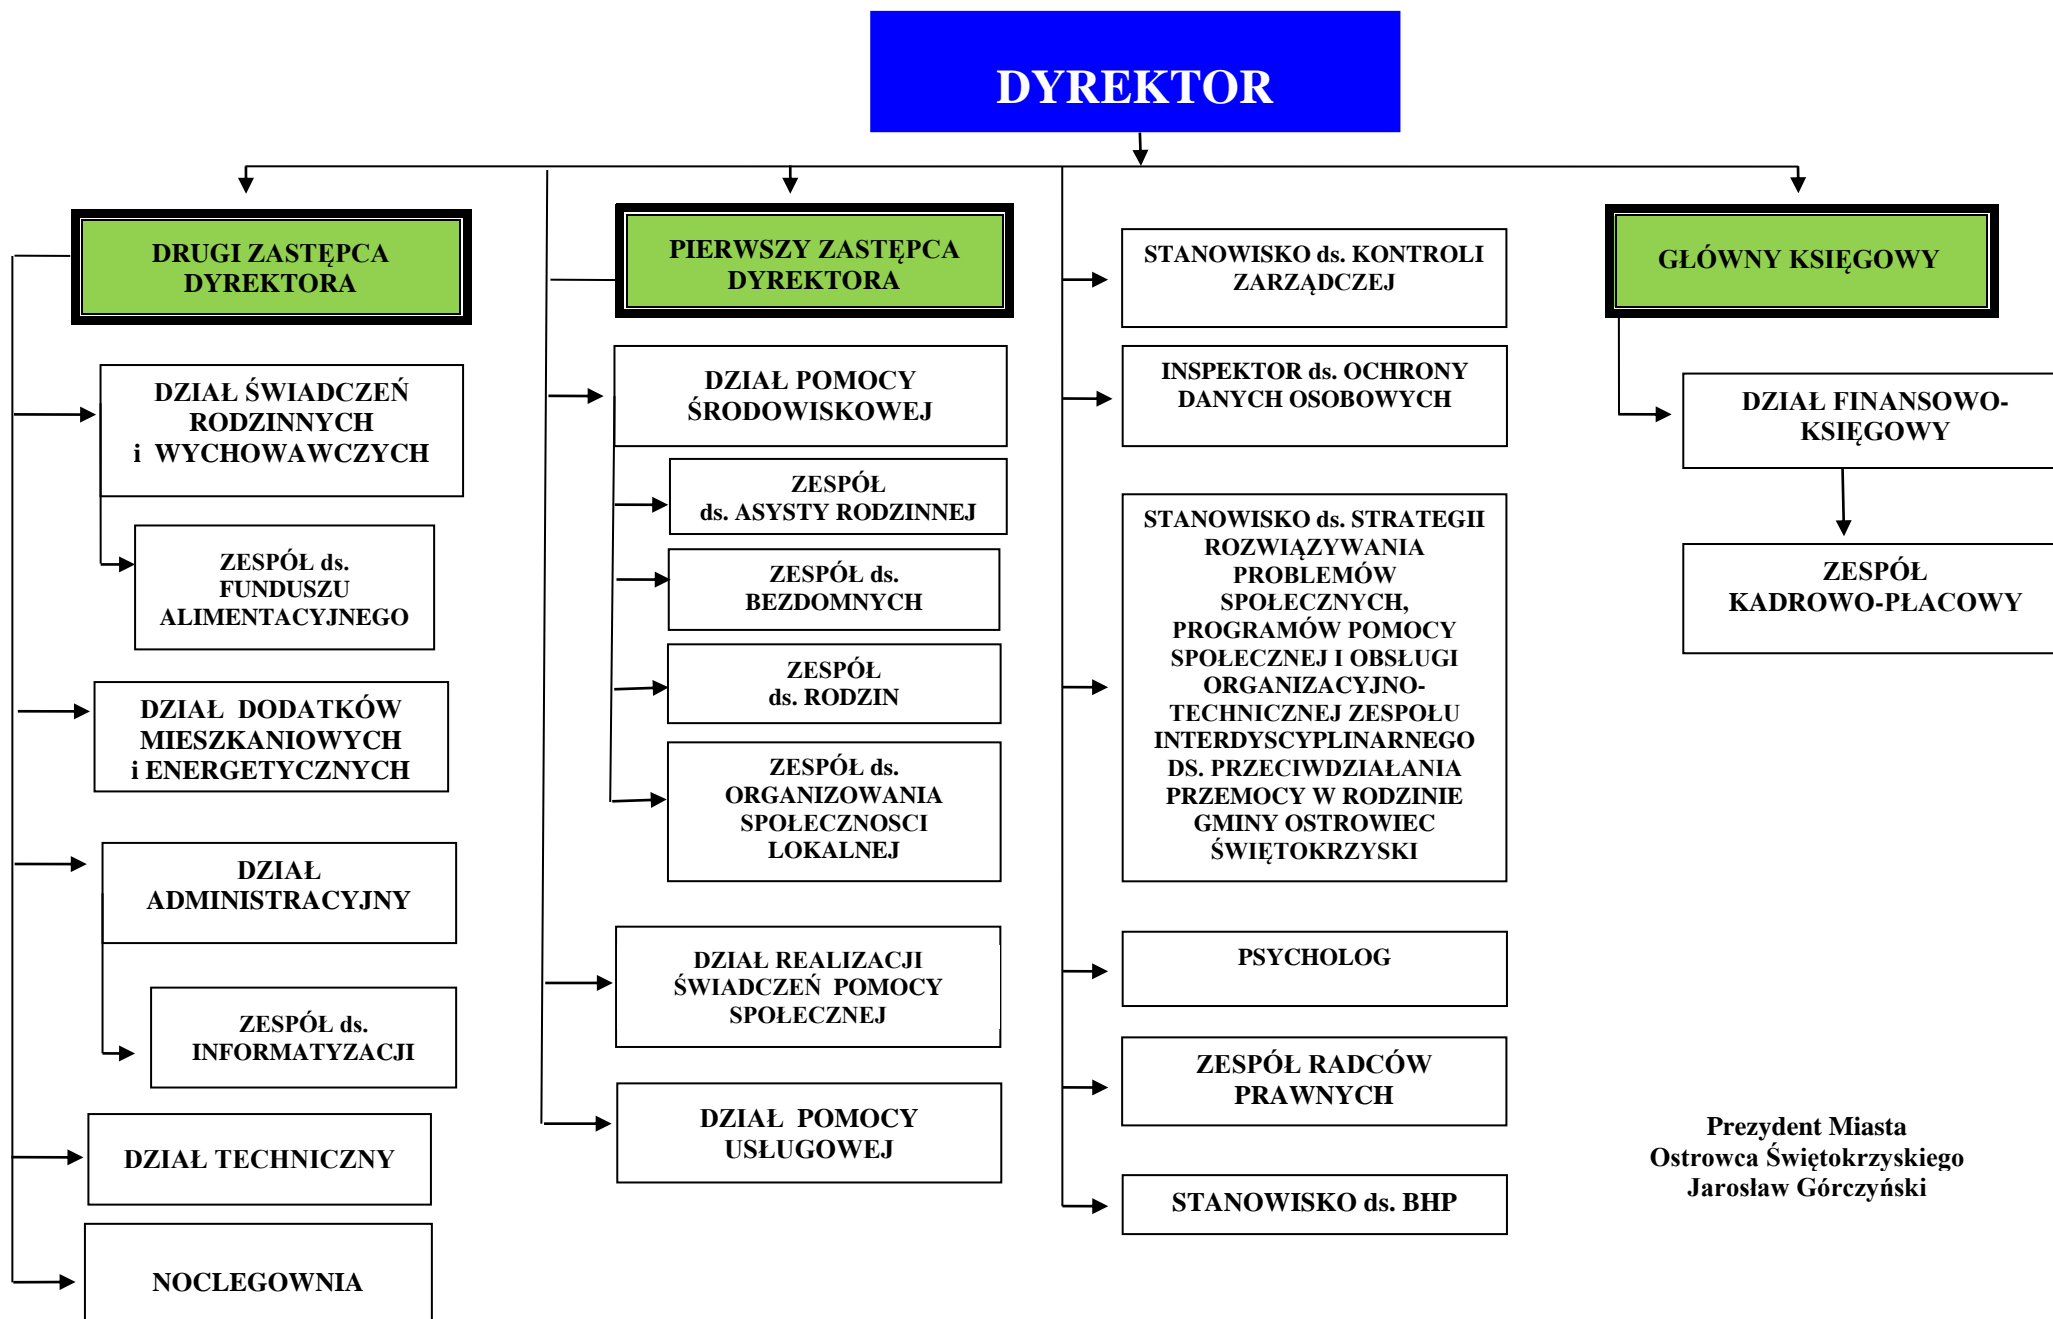 DYREKTOR
DRUGI ZASTĘPCA
DYREKTORA
DZIAŁ ŚWIADCZEŃ
RODZINNYCH
i WYCHOWAWCZYCH
ZESPÓŁ ds.
FUNDUSZU
ALIMENTACYJNEGO
DZIAŁ DODATKÓW
MIESZKANIOWYCH
i ENERGETYCZNYCH
DZIAŁ
ADMINISTRACYJNY
ZESPÓŁ ds.
INFORMATYZACJI
DZIAŁ TECHNICZNY
NOCLEGOWNIA
PIERWSZY ZASTĘPCA
DYREKTORA
DZIAŁ POMOCY
ŚRODOWISKOWEJ
ZESPÓŁ
ds. ASYSTY RODZINNEJ
ZESPÓŁ ds.
BEZDOMNYCH
ZESPÓŁ
ds. RODZIN
ZESPÓŁ ds.
ORGANIZOWANIA
SPOŁECZNOSCI
LOKALNEJ
DZIAŁ REALIZACJI
ŚWIADCZEŃ POMOCY
SPOŁECZNEJ
DZIAŁ POMOCY
USŁUGOWEJ
STANOWISKO ds. KONTROLI
ZARZĄDCZEJ
INSPEKTOR ds. OCHRONY
DANYCH OSOBOWYCH
STANOWISKO ds. STRATEGII
ROZWIĄZYWANIA
PROBLEMÓW
SPOŁECZNYCH,
PROGRAMÓW POMOCY
SPOŁECZNEJ I OBSŁUGI
ORGANIZACYJNO-
TECHNICZNEJ ZESPOŁU
INTERDYSCYPLINARNEGO
DS. PRZECIWDZIAŁANIA
PRZEMOCY W RODZINIE
GMINY OSTROWIEC
ŚWIĘTOKRZYSKI
PSYCHOLOG
ZESPÓŁ RADCÓW
PRAWNYCH
STANOWISKO ds. BHP
GŁÓWNY KSIĘGOWY
DZIAŁ FINANSOWO-
KSIĘGOWY
ZESPÓŁ
KADROWO-PŁACOWY
Prezydent Miasta
Ostrowca Świętokrzyskiego
Jarosław Górczyński